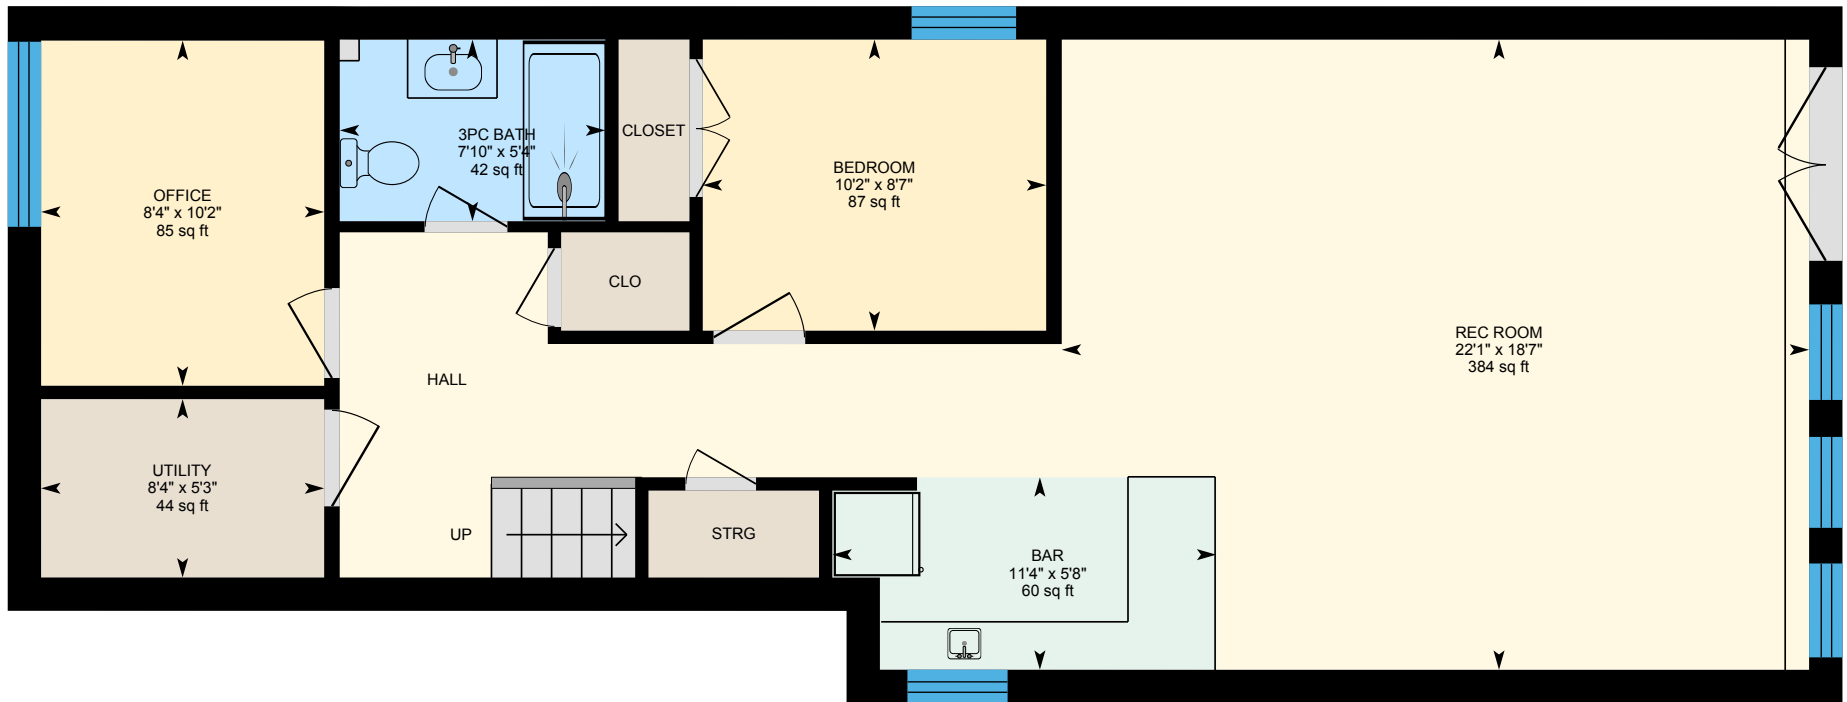 3PC BATH
7'10" x 5'4"
42 sq ft
CLOSET
BEDROOM
10'2" x 8'7"
87 sq ft
OFFICE
8'4" x 10'2"
85 sq ft
CLO
REC ROOM
22'1" x 18'7"
384 sq ft
HALL
UTILITY
8'4" x 5'3"
44 sq ft
UP
STRG
BAR
11'4" x 5'8"
60 sq ft